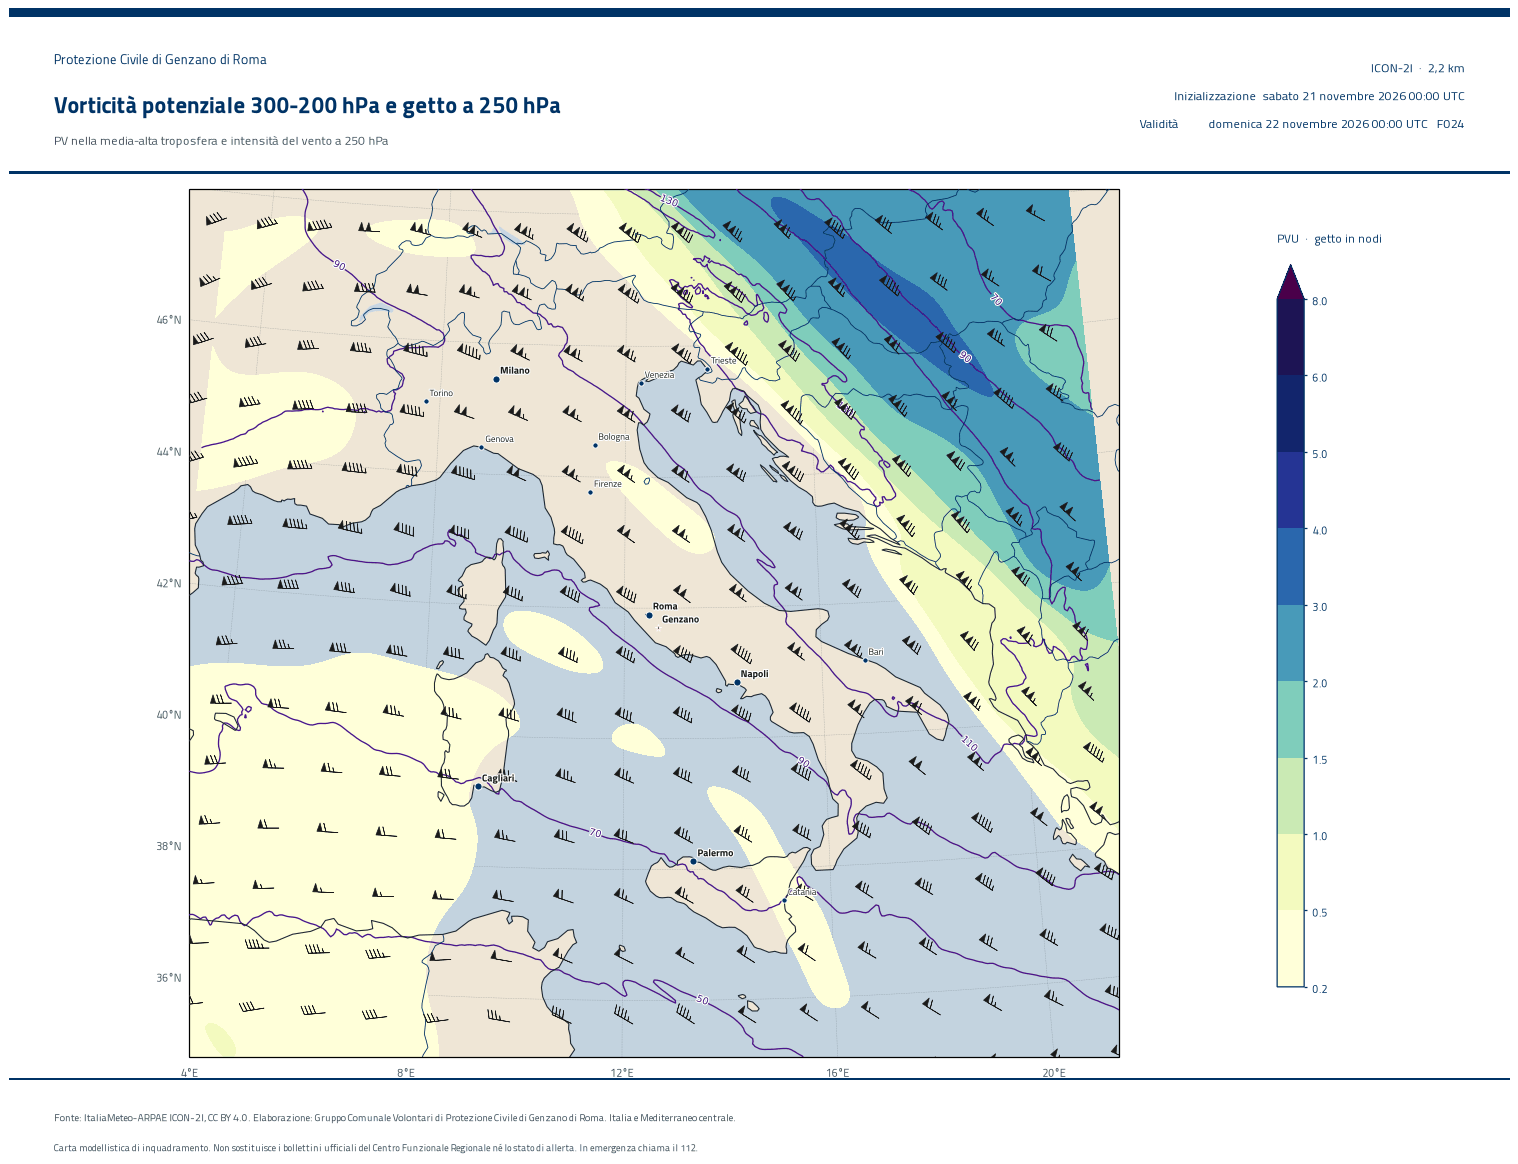 Protezione Civile di Genzano di Roma
Vorticità potenziale 300-200 hPa e getto a 250 hPa
PV nella media-alta troposfera e intensità del vento a 250 hPa
ICON-2I · 2,2 km
Inizializzazione sabato 21 novembre 2026 00:00 UTC
Validità domenica 22 novembre 2026 00:00 UTC F024
PVU · getto in nodi
8.0
6.0
5.0
4.0
3.0
2.0
1.5
1.0
0.5
0.2
46°N
44°N
42°N
40°N
38°N
36°N
4°E
8°E
12°E
16°E
20°E
130
90
70
90
Trieste
Venezia
Milano
Torino
Genova
Bologna
Firenze
Roma
Genzano
Bari
Napoli
110
90
Cagliari
70
Palermo
Catania
50
Fonte: ItaliaMeteo-ARPAE ICON-2I, CC BY 4.0. Elaborazione: Gruppo Comunale Volontari di Protezione Civile di Genzano di Roma. Italia e Mediterraneo centrale.
Carta modellistica di inquadramento. Non sostituisce i bollettini ufficiali del Centro Funzionale Regionale né lo stato di allerta. In emergenza chiama il 112.